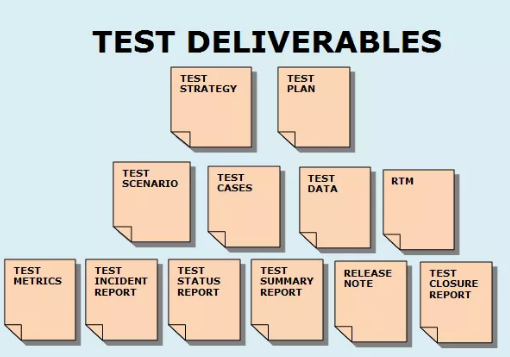 TEST DELIVERABLES
TEST
STRATEGY
TEST
PLAN
TEST
SCENARIO
TEST
CASES
TEST
DATA
RTM
TEST
METRICS
TEST
INCIDENT
REPORT
TEST
STATUS
REPORT
TEST
SUMMARY
REPORT
RELEASE
NOTE
TEST
CLOSURE
REPORT